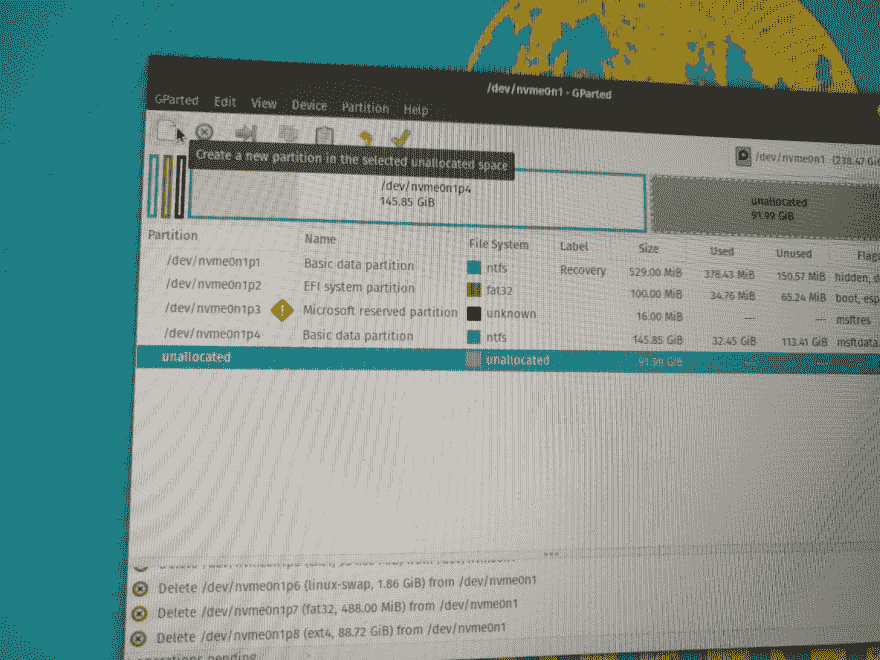 /dev/nvme0n1 - GParted
GParted Edit View Device Partition Help
Create a new partition in the selected unallocated space
/dev/nvme0n1 (238.47 GiB
/dev/nvme0n1p4
145.85 GiB
unallocated
91.99 GiB
Partition Name File System Label Size Used Unused Flags
/dev/nvme0n1p1 Basic data partition ntfs Recovery 529.00 MiB 378.43 MiB 150.57 MiB hidden, d
/dev/nvme0n1p2 EFI system partition fat32 100.00 MiB 34.76 MiB 65.24 MiB boot, esp
/dev/nvme0n1p3 Microsoft reserved partition unknown 16.00 MiB --- --- msftres
/dev/nvme0n1p4 Basic data partition ntfs 145.85 GiB 32.45 GiB 113.41 GiB msftdata
unallocated unallocated 91.99 GiB
Delete /dev/nvme0n1p6 (linux-swap, 1.86 GiB) from /dev/nvme0n1
Delete /dev/nvme0n1p7 (fat32, 488.00 MiB) from /dev/nvme0n1
Delete /dev/nvme0n1p8 (ext4, 88.72 GiB) from /dev/nvme0n1
operations pending